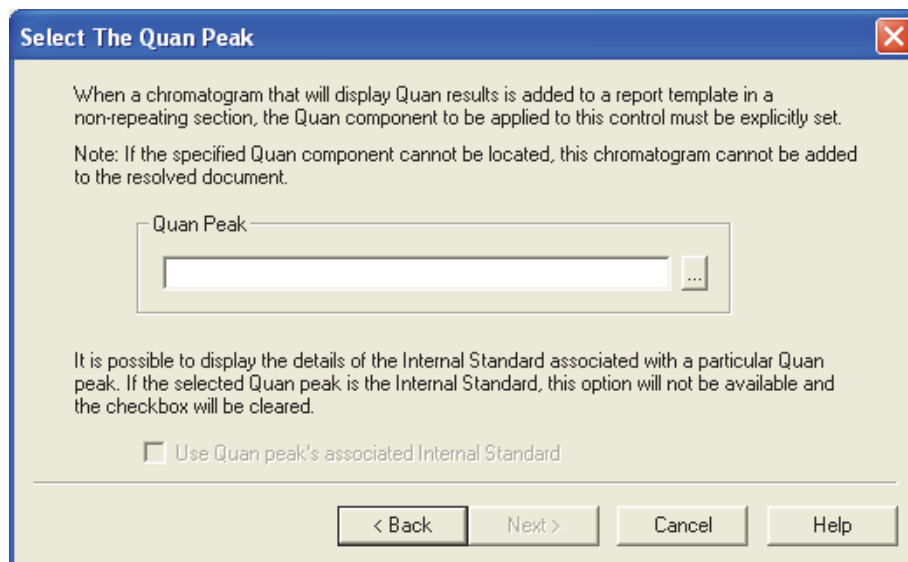 Select The Quan Peak
When a chromatogram that will display Quan results is added to a report template in a
non-repeating section, the Quan component to be applied to this control must be explicitly set.
Note: If the specified Quan component cannot be located, this chromatogram cannot be added
to the resolved document.
Quan Peak
...
It is possible to display the details of the Internal Standard associated with a particular Quan
peak. If the selected Quan peak is the Internal Standard, this option will not be available and
the checkbox will be cleared.
Use Quan peak's associated Internal Standard
< Back Next > Cancel Help